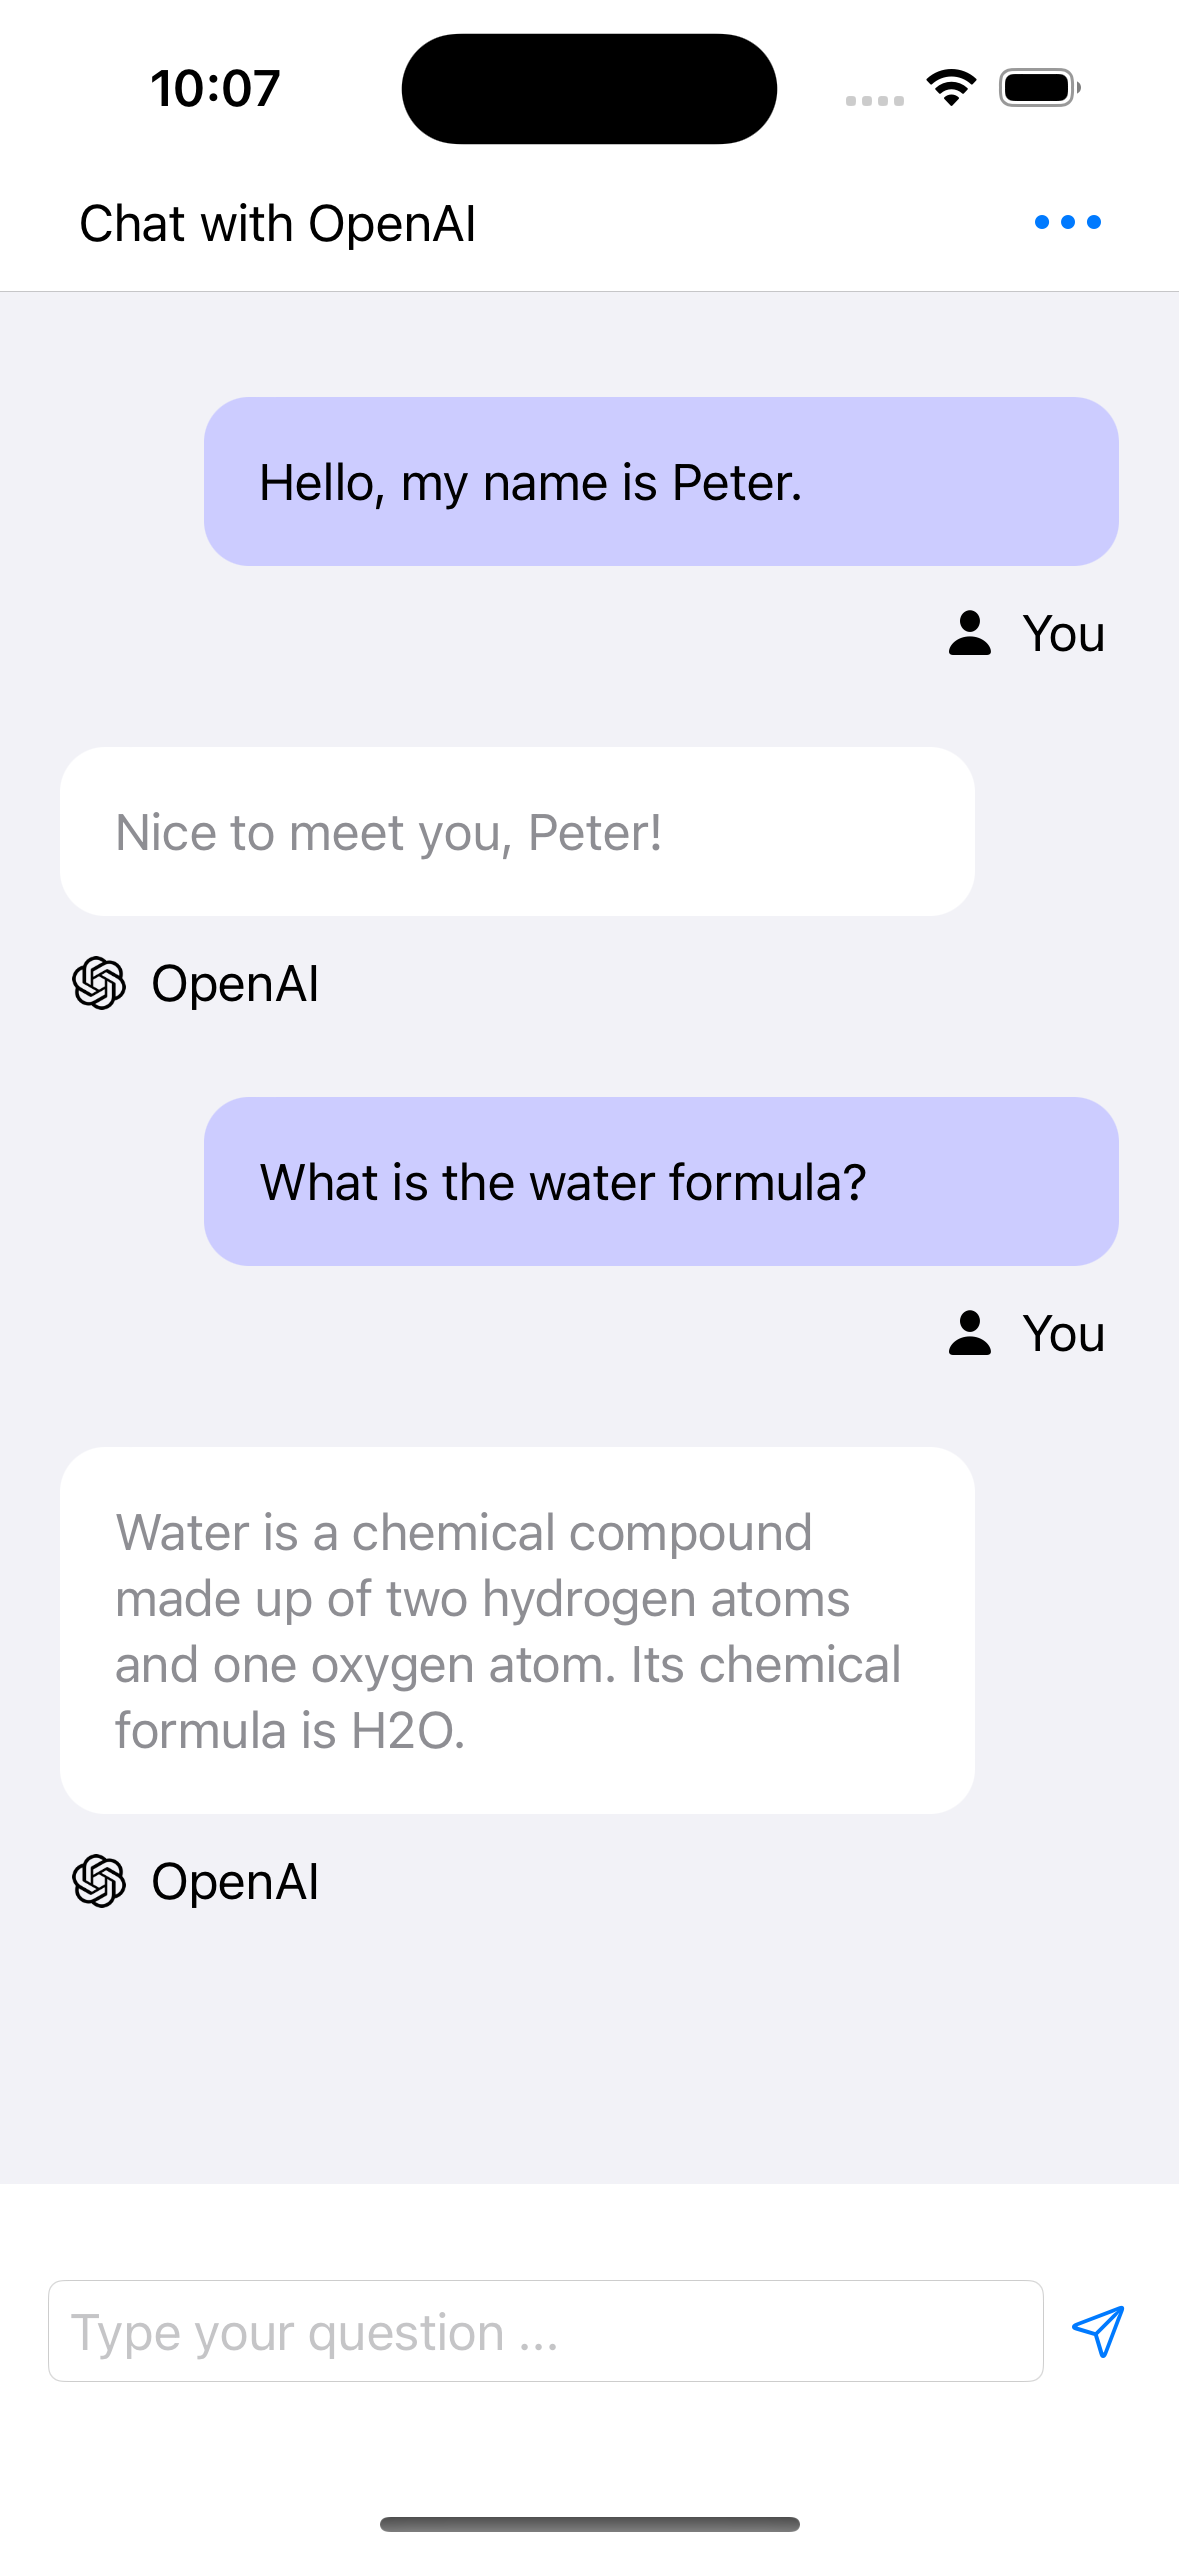 10:07
Chat with OpenAI
Hello, my name is Peter.
You
Nice to meet you, Peter!
OpenAI
What is the water formula?
You
Water is a chemical compound
made up of two hydrogen atoms
and one oxygen atom. Its chemical
formula is H2O.
OpenAI
Type your question ...